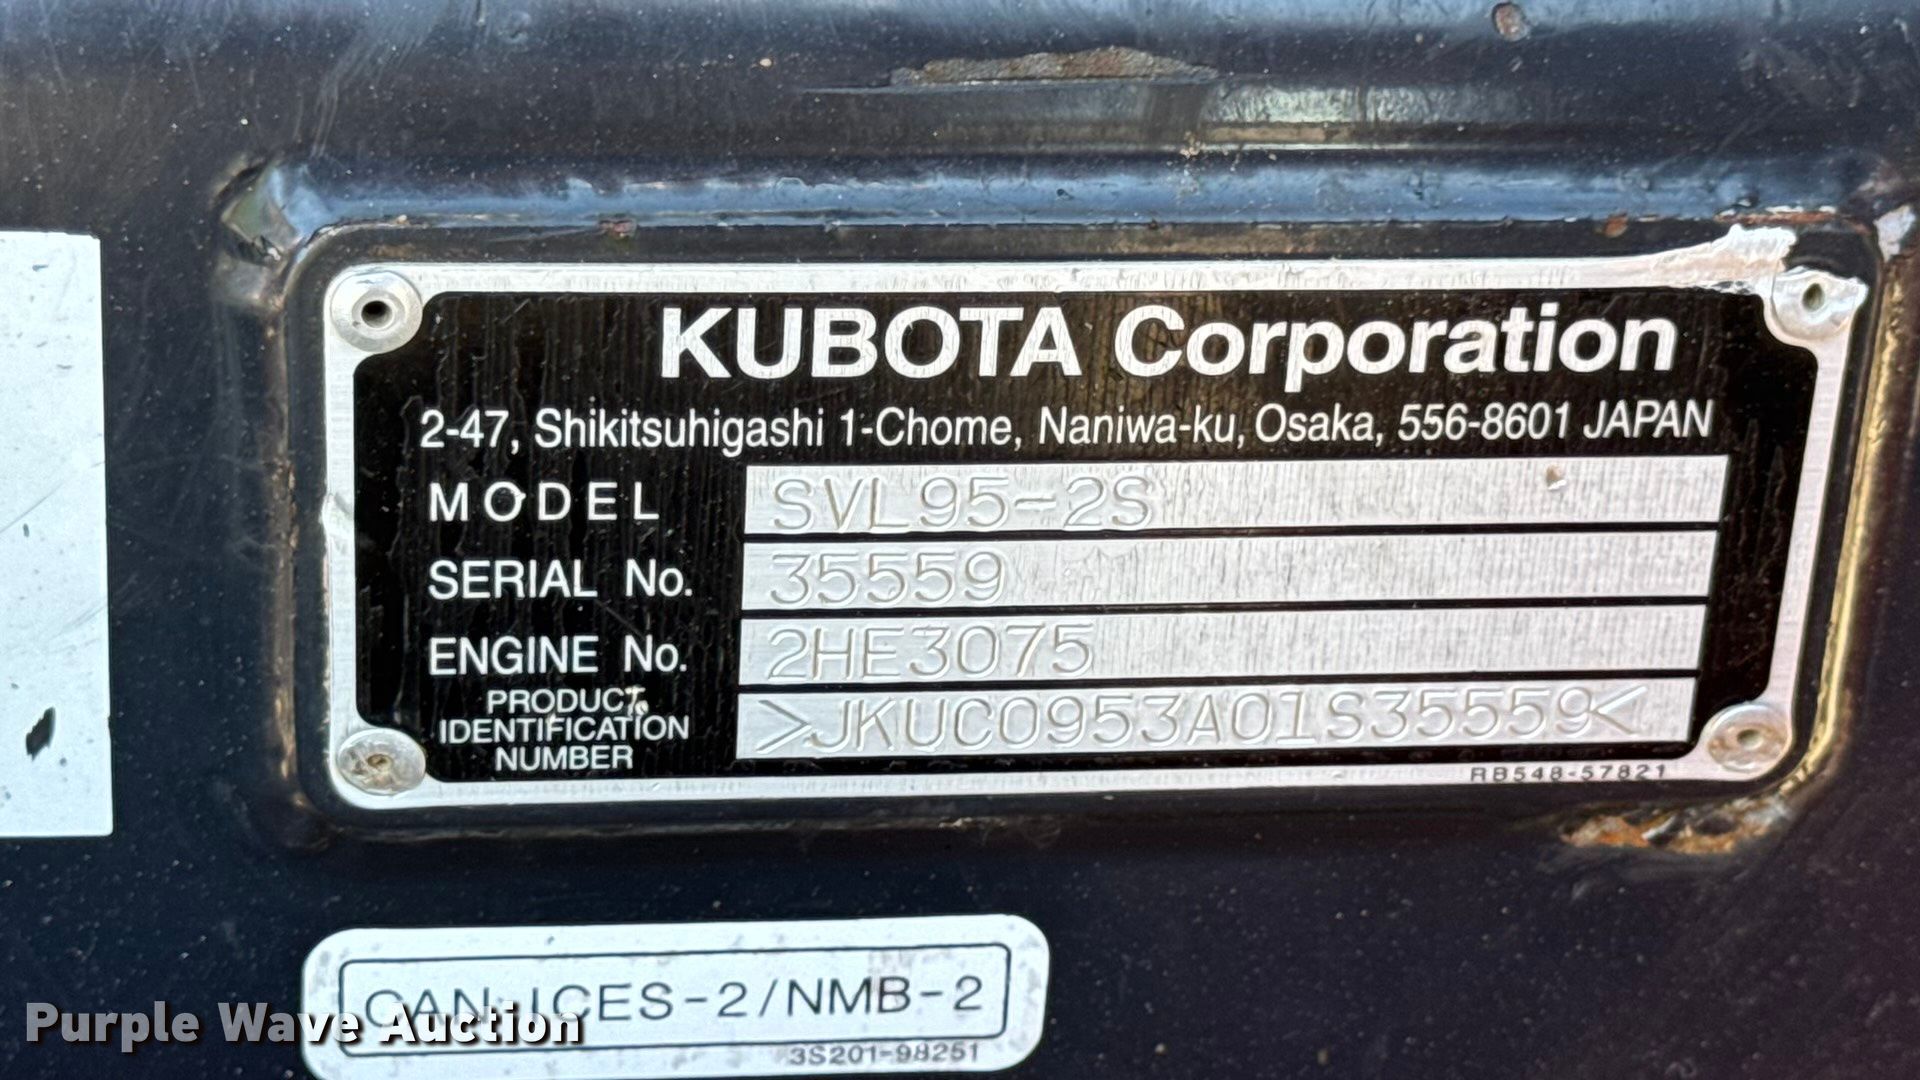 KUBOTA Corporation
2-47, Shikitsuhigashi 1-Chome, Naniwa-ku, Osaka, 556-8601 JAPAN
MODEL SVL95-2S
SERIAL No. 35559
ENGINE No. 2HE3075
PRODUCT
IDENTIFICATION
NUMBER
>JKUC0953A01S35559<
RB548-57821
CAN-ICES-2/NMB-2
3S201-98251
Purple Wave Auction